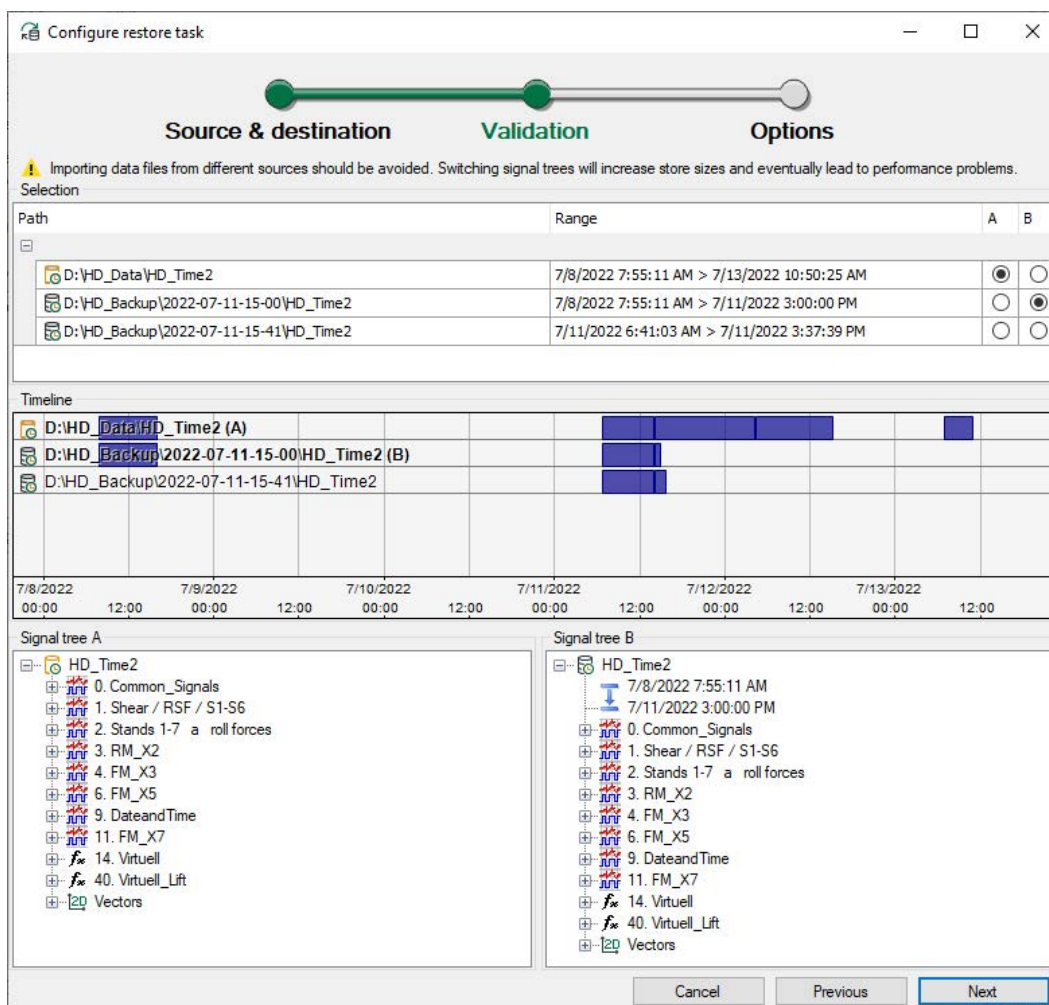 Configure restore task
Source & destination Validation Options
Importing data files from different sources should be avoided. Switching signal trees will increase store sizes and eventually lead to performance problems.
Selection
Path Range A B
D:\HD_Data\HD_Time2 7/8/2022 7:55:11 AM > 7/13/2022 10:50:25 AM
D:\HD_Backup\2022-07-11-15-00\HD_Time2 7/8/2022 7:55:11 AM > 7/11/2022 3:00:00 PM
D:\HD_Backup\2022-07-11-15-41\HD_Time2 7/11/2022 6:41:03 AM > 7/11/2022 3:37:39 PM
Timeline
D:\HD_Data\HD_Time2 (A)
D:\HD_Backup\2022-07-11-15-00\HD_Time2 (B)
D:\HD_Backup\2022-07-11-15-41\HD_Time2
7/8/2022 7/9/2022 7/10/2022 7/11/2022 7/12/2022 7/13/2022
00:00 12:00 00:00 12:00 00:00 12:00 00:00 12:00 00:00 12:00 00:00 12:00
Signal tree A
HD_Time2
0. Common_Signals
1. Shear / RSF / S1-S6
2. Stands 1-7 a roll forces
3. RM_X2
4. FM_X3
6. FM_X5
9. DateandTime
11. FM_X7
fx 14. Virtuell
fx 40. Virtuell_Lift
2D Vectors
Signal tree B
HD_Time2
7/8/2022 7:55:11 AM
7/11/2022 3:00:00 PM
0. Common_Signals
1. Shear / RSF / S1-S6
2. Stands 1-7 a roll forces
3. RM_X2
4. FM_X3
6. FM_X5
9. DateandTime
11. FM_X7
fx 14. Virtuell
fx 40. Virtuell_Lift
2D Vectors
Cancel Previous Next